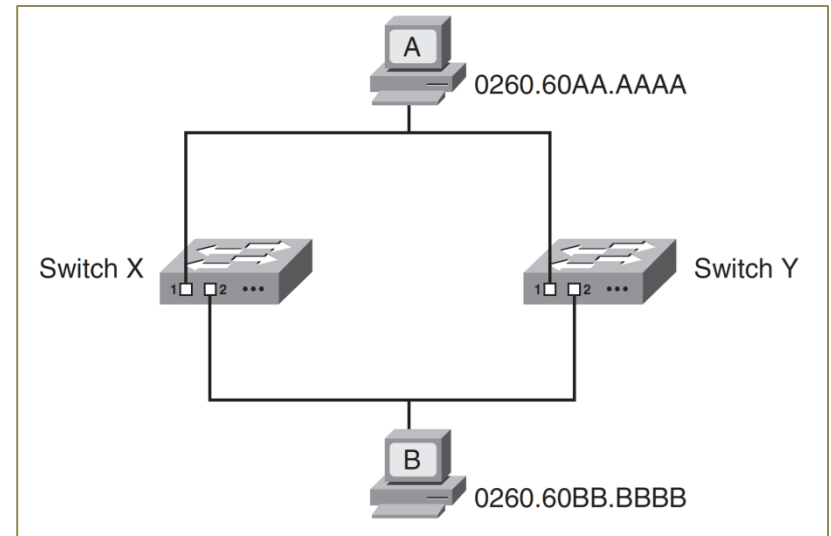 A
0260.60AA.AAAA
Switch X
1 2 •••
Switch Y
1 2 •••
B
0260.60BB.BBBB